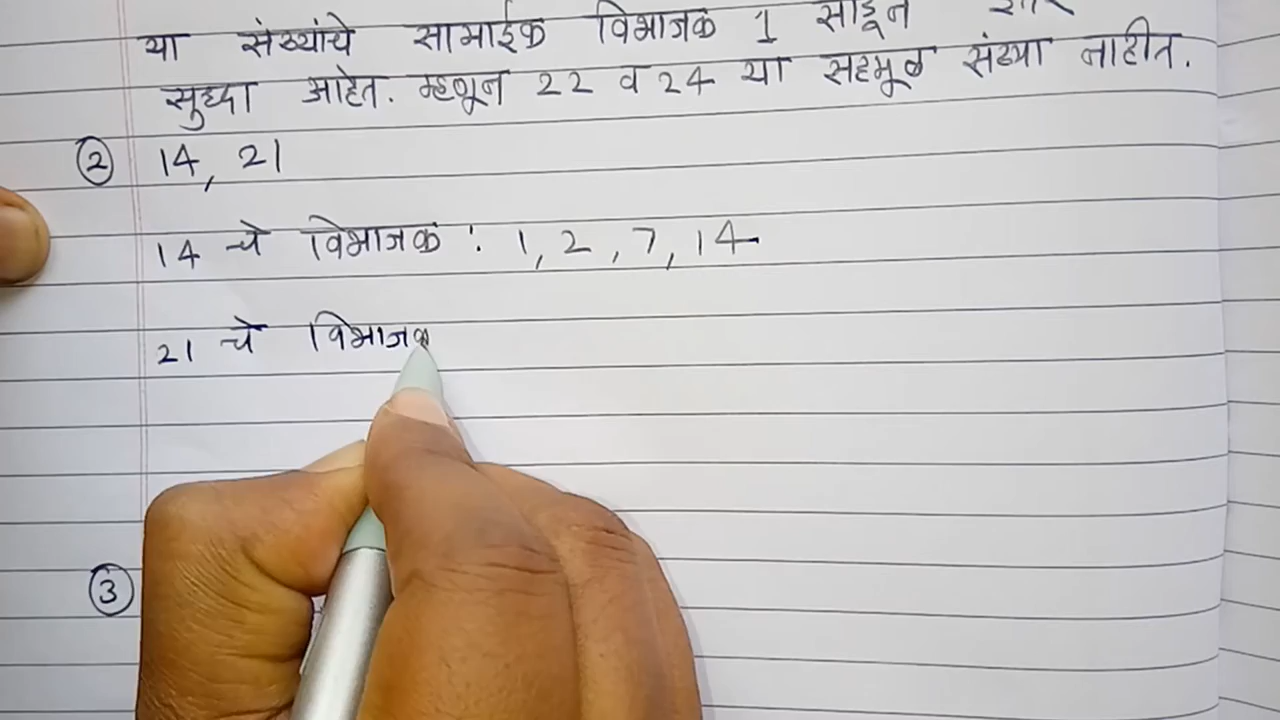 या संख्यांचे सामाईक विभाजक 1 सोडून
सुध्दा आहेत. म्हणून 22 व 24 या सहमूळ संख्या नाहीत.
② 14, 21
14 चे विभाजक : 1, 2, 7, 14
21 चे विभाजक
③